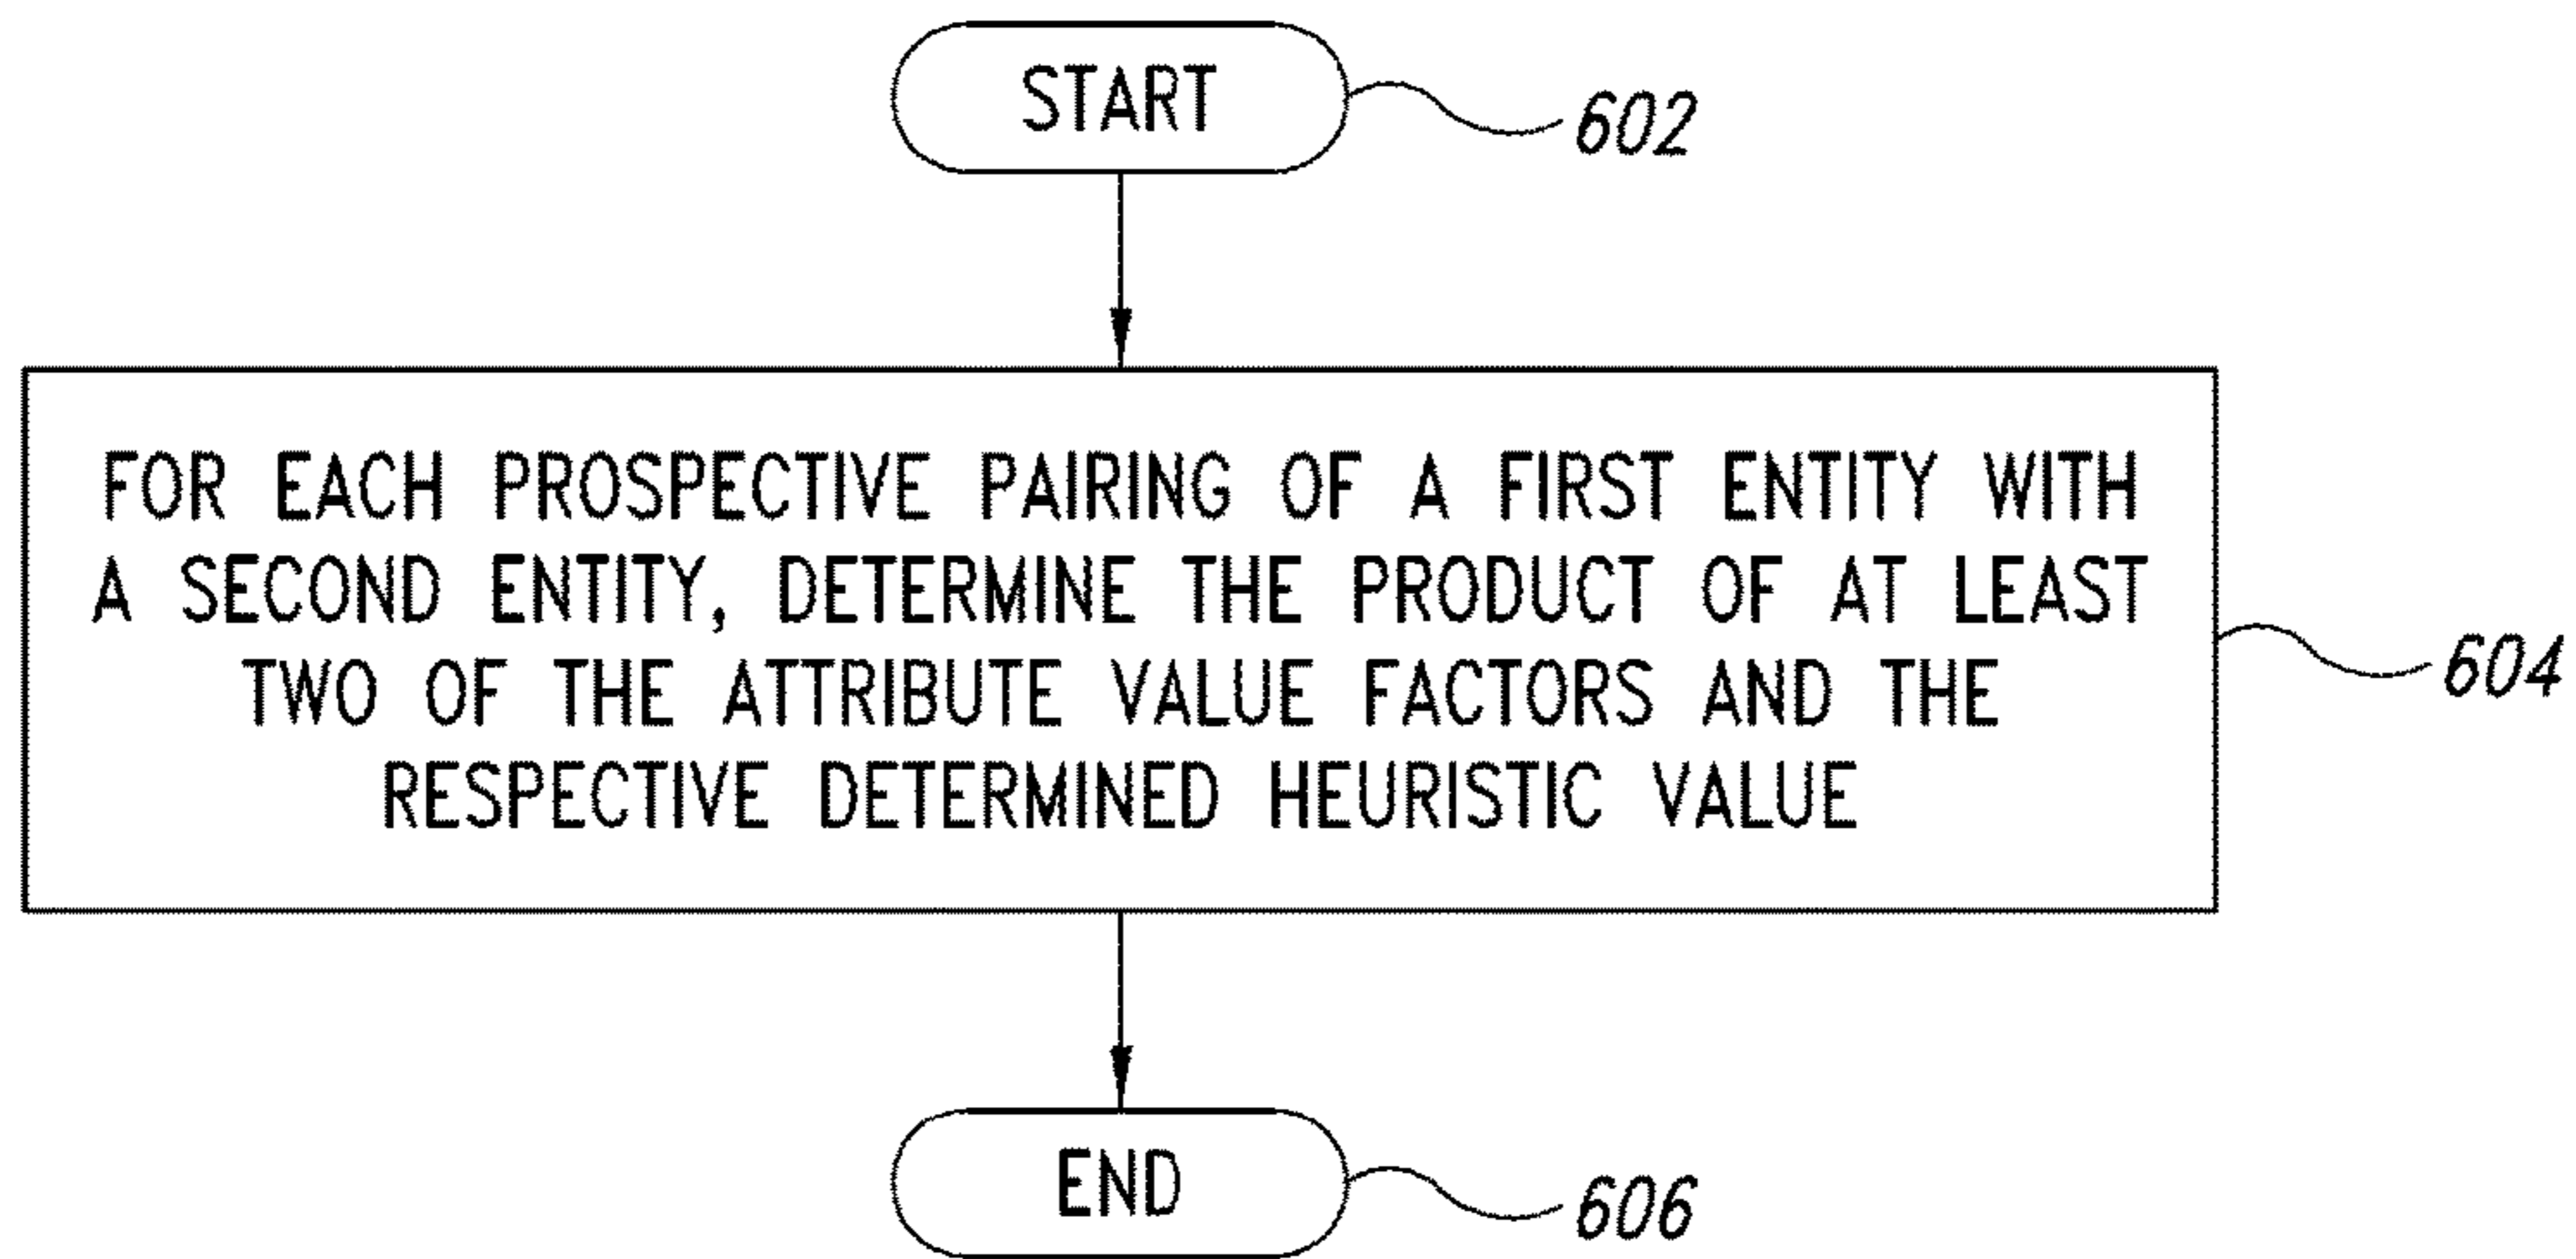 START
602
FOR EACH PROSPECTIVE PAIRING OF A FIRST ENTITY WITH
A SECOND ENTITY, DETERMINE THE PRODUCT OF AT LEAST
TWO OF THE ATTRIBUTE VALUE FACTORS AND THE
RESPECTIVE DETERMINED HEURISTIC VALUE
604
END
606